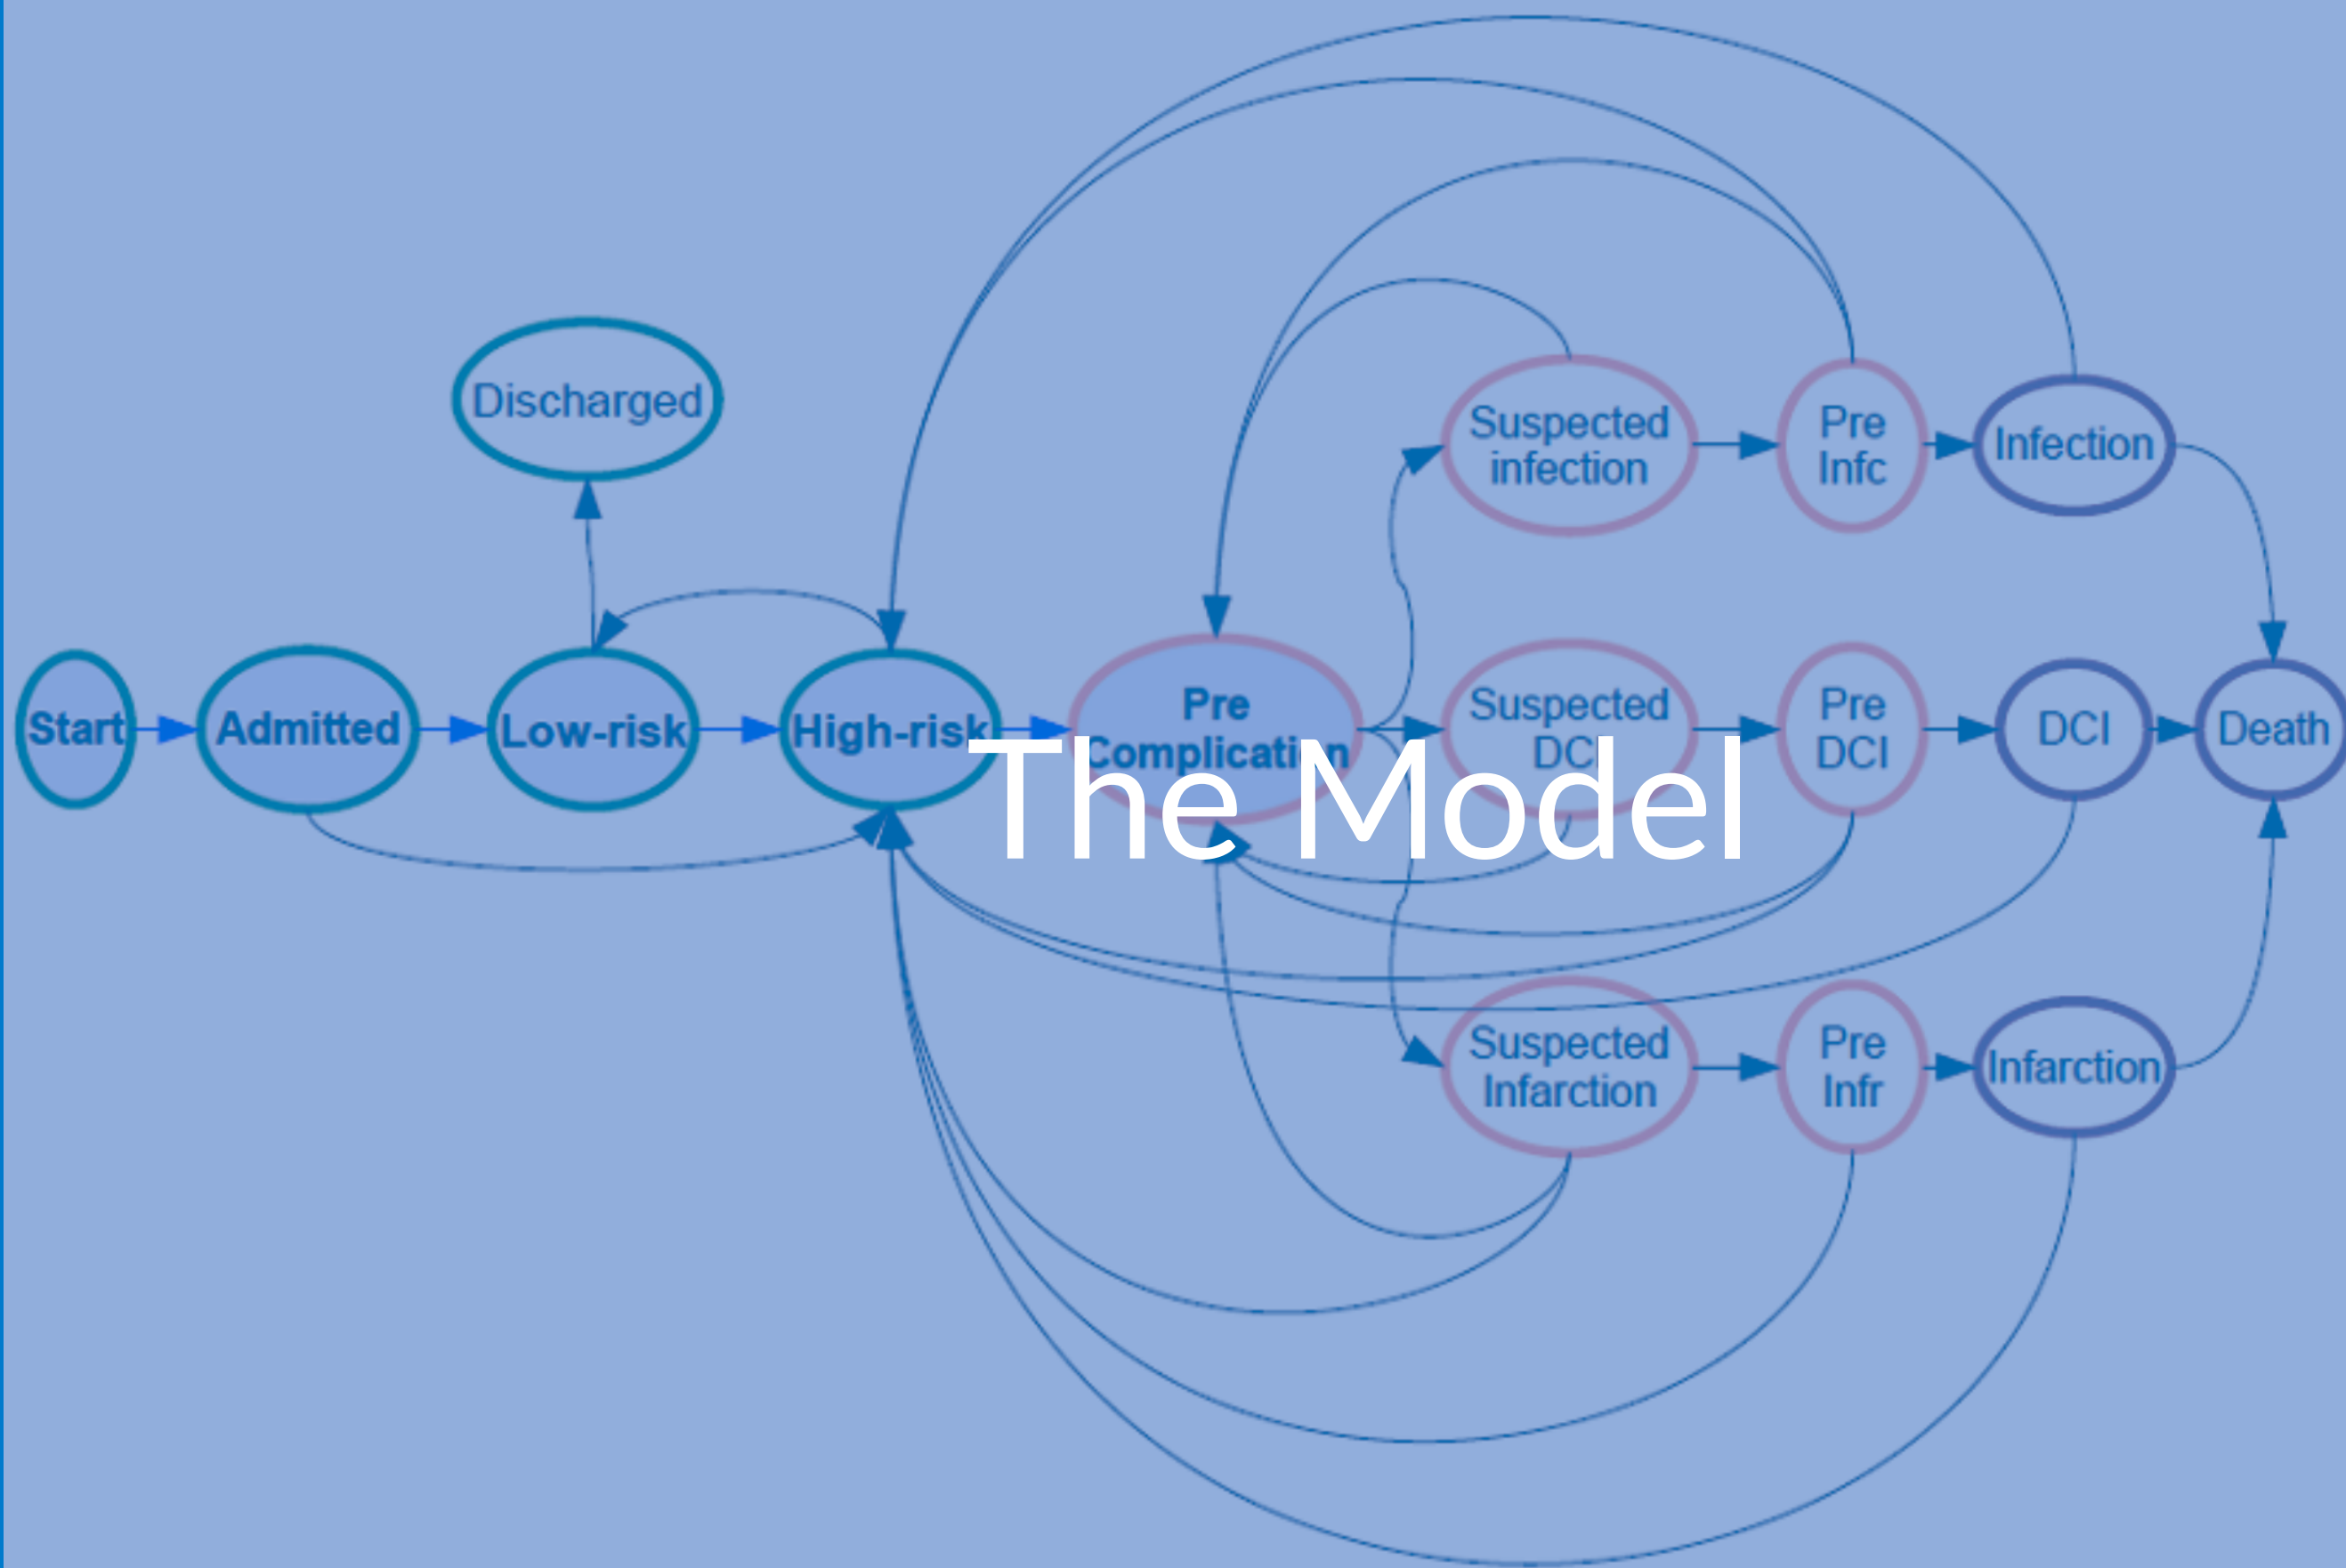 Discharged
Suspected
infection
Pre
Infc
Infection
Start
Admitted
Low-risk
High-risk
Pre
Complication
Suspected
DCI
Pre
DCI
DCI
Death
The Model
Suspected
Infarction
Pre
Infr
Infarction